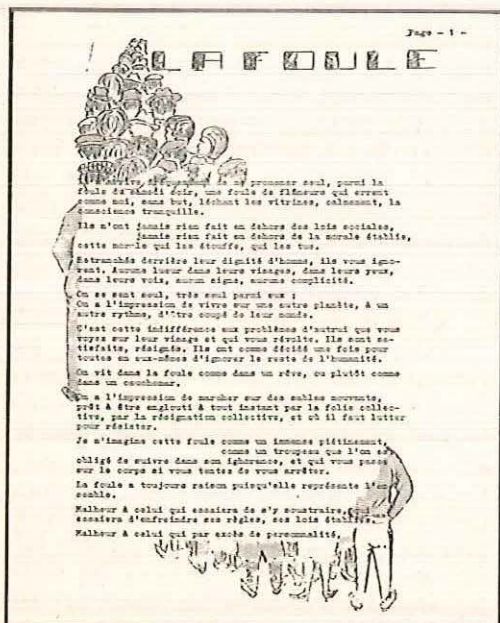 Page - 1 -
LA FOULE
arrive fréquemment de me promener seul, parmi la
foule du samedi soir, une foule de flâneurs qui errent
comme moi, sans but, léchant les vitrines, calmement, la
conscience tranquille.
Ils n'ont jamais rien fait en dehors des lois sociales,
jamais rien fait en dehors de la morale établie,
cette morale qui les étouffe, qui les tue.
Retranchés derrière leur dignité d'homme, ils vous igno-
rent. Aucune lueur dans leurs visages, dans leurs yeux,
dans leurs voix, aucun signe, aucune complicité.
On se sent seul, très seul parmi eux ;
On a l'impression de vivre sur une autre planète, à un
autre rythme, d'être coupé de leur monde.
C'est cette indifférence aux problèmes d'autrui que vous
voyez sur leur visage et qui vous révolte. Ils sont sa-
tisfaits, résignés. Ils ont comme décidé une fois pour
toutes en eux-mêmes d'ignorer le reste de l'humanité.
On vit dans la foule comme dans un rêve, ou plutôt comme
dans un cauchemar.
On a l'impression de marcher sur des sables mouvants,
prêt à être englouti à tout instant par la folie collec-
tive, par la résignation collective, et où il faut lutter
pour résister.
Je m'imagine cette foule comme un immense piétinement,
comme un troupeau que l'on est
obligé de suivre dans son ignorance, et qui vous passe
sur le corps si vous tentez de vous arrêter.
La foule a toujours raison puisqu'elle représente l'en
semble.
Malheur à celui qui essaiera de s'y soustraire,
essaiera d'enfreindre ses règles, ses lois établies.
Malheur à celui qui par excès de personnalité,